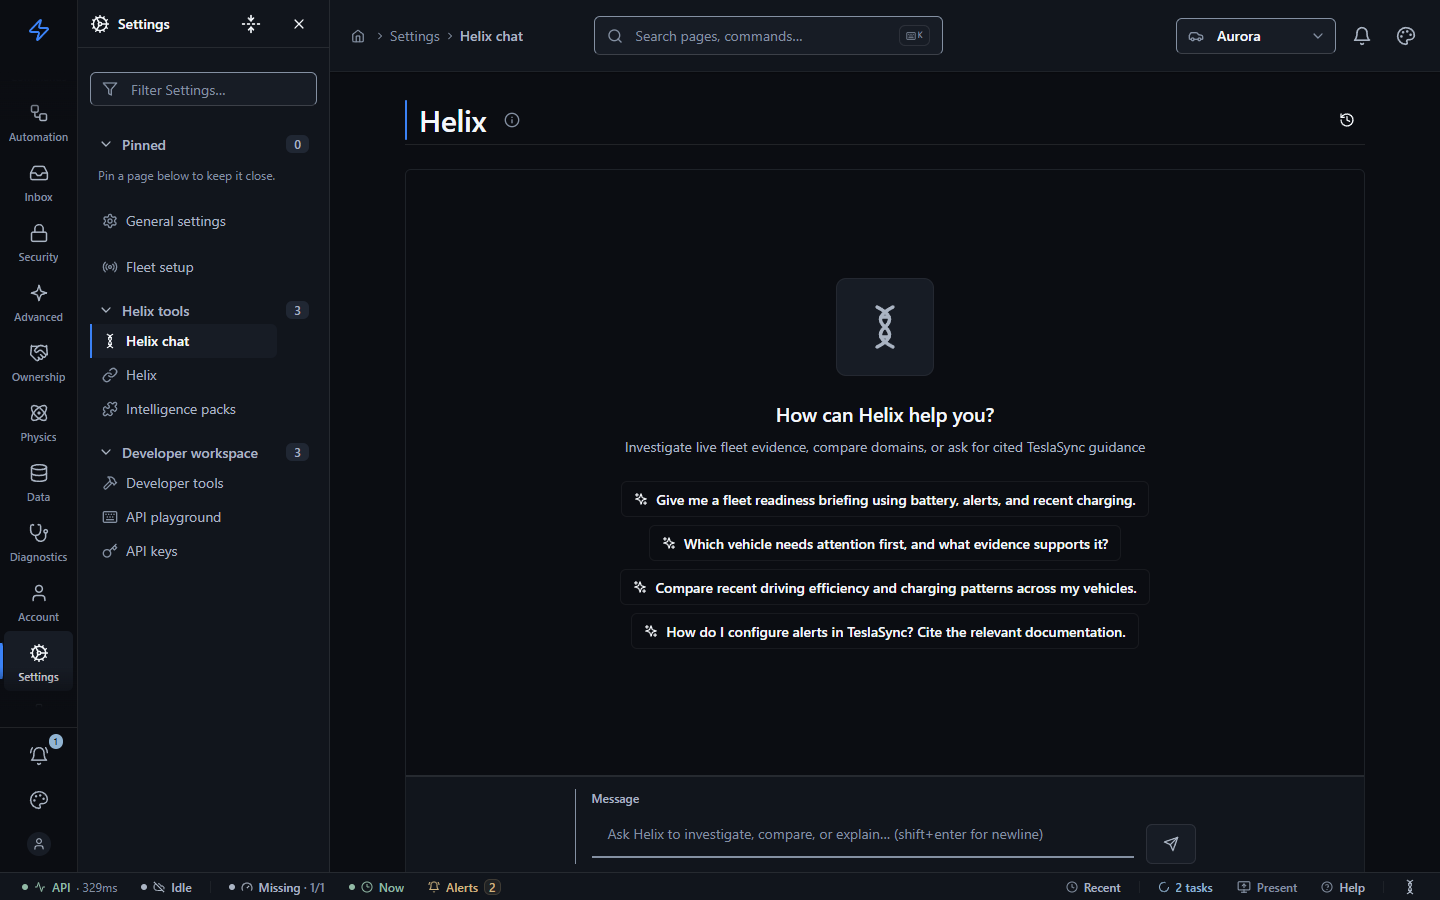 Settings
Filter Settings...
Pinned
0
Pin a page below to keep it close.
General settings
Fleet setup
Helix tools
3
Helix chat
Helix
Intelligence packs
Developer workspace
3
Developer tools
API playground
API keys
Automation
Inbox
Security
Advanced
Ownership
Physics
Data
Diagnostics
Account
Settings
1
Settings
Helix chat
Search pages, commands...
K
Aurora
Helix
How can Helix help you?
Investigate live fleet evidence, compare domains, or ask for cited TeslaSync guidance
Give me a fleet readiness briefing using battery, alerts, and recent charging.
Which vehicle needs attention first, and what evidence supports it?
Compare recent driving efficiency and charging patterns across my vehicles.
How do I configure alerts in TeslaSync? Cite the relevant documentation.
Message
Ask Helix to investigate, compare, or explain... (shift+enter for newline)
API · 329ms
Idle
Missing · 1/1
Now
Alerts 2
Recent
2 tasks
Present
Help